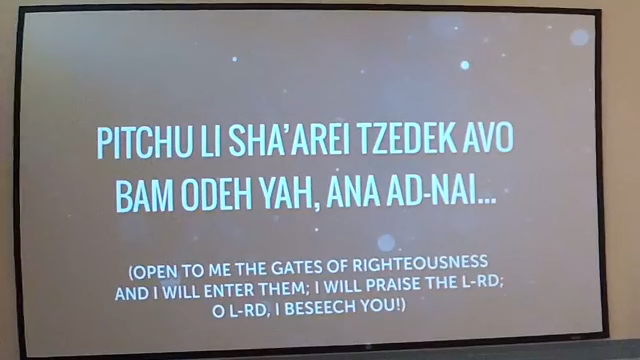 PITCHU LI SHA'AREI TZEDEK AVO
BAM ODEH YAH, ANA AD-NAI...
(OPEN TO ME THE GATES OF RIGHTEOUSNESS
AND I WILL ENTER THEM; I WILL PRAISE THE L-RD;
O L-RD, I BESEECH YOU!)